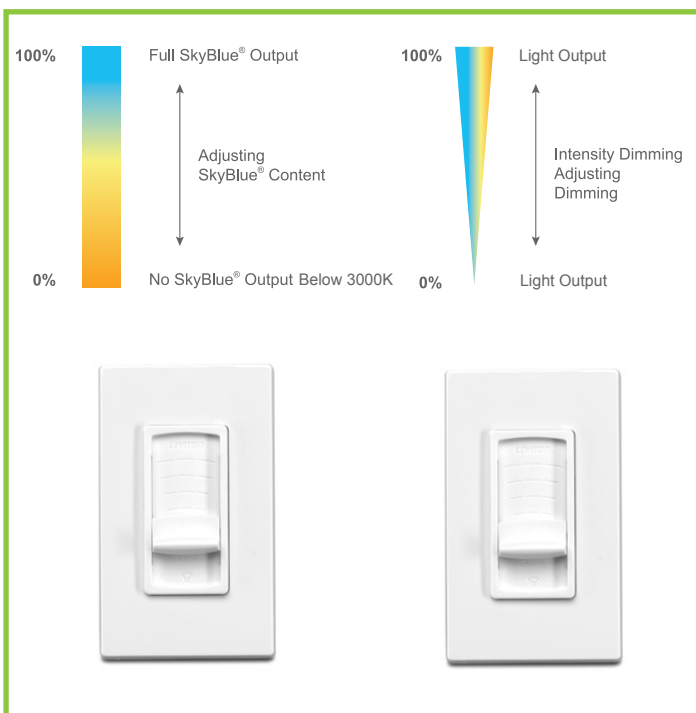 100%
Full SkyBlue® Output
Adjusting
SkyBlue® Content
0%
No SkyBlue® Output Below 3000K
100%
Light Output
Intensity Dimming
Adjusting
Dimming
0%
Light Output